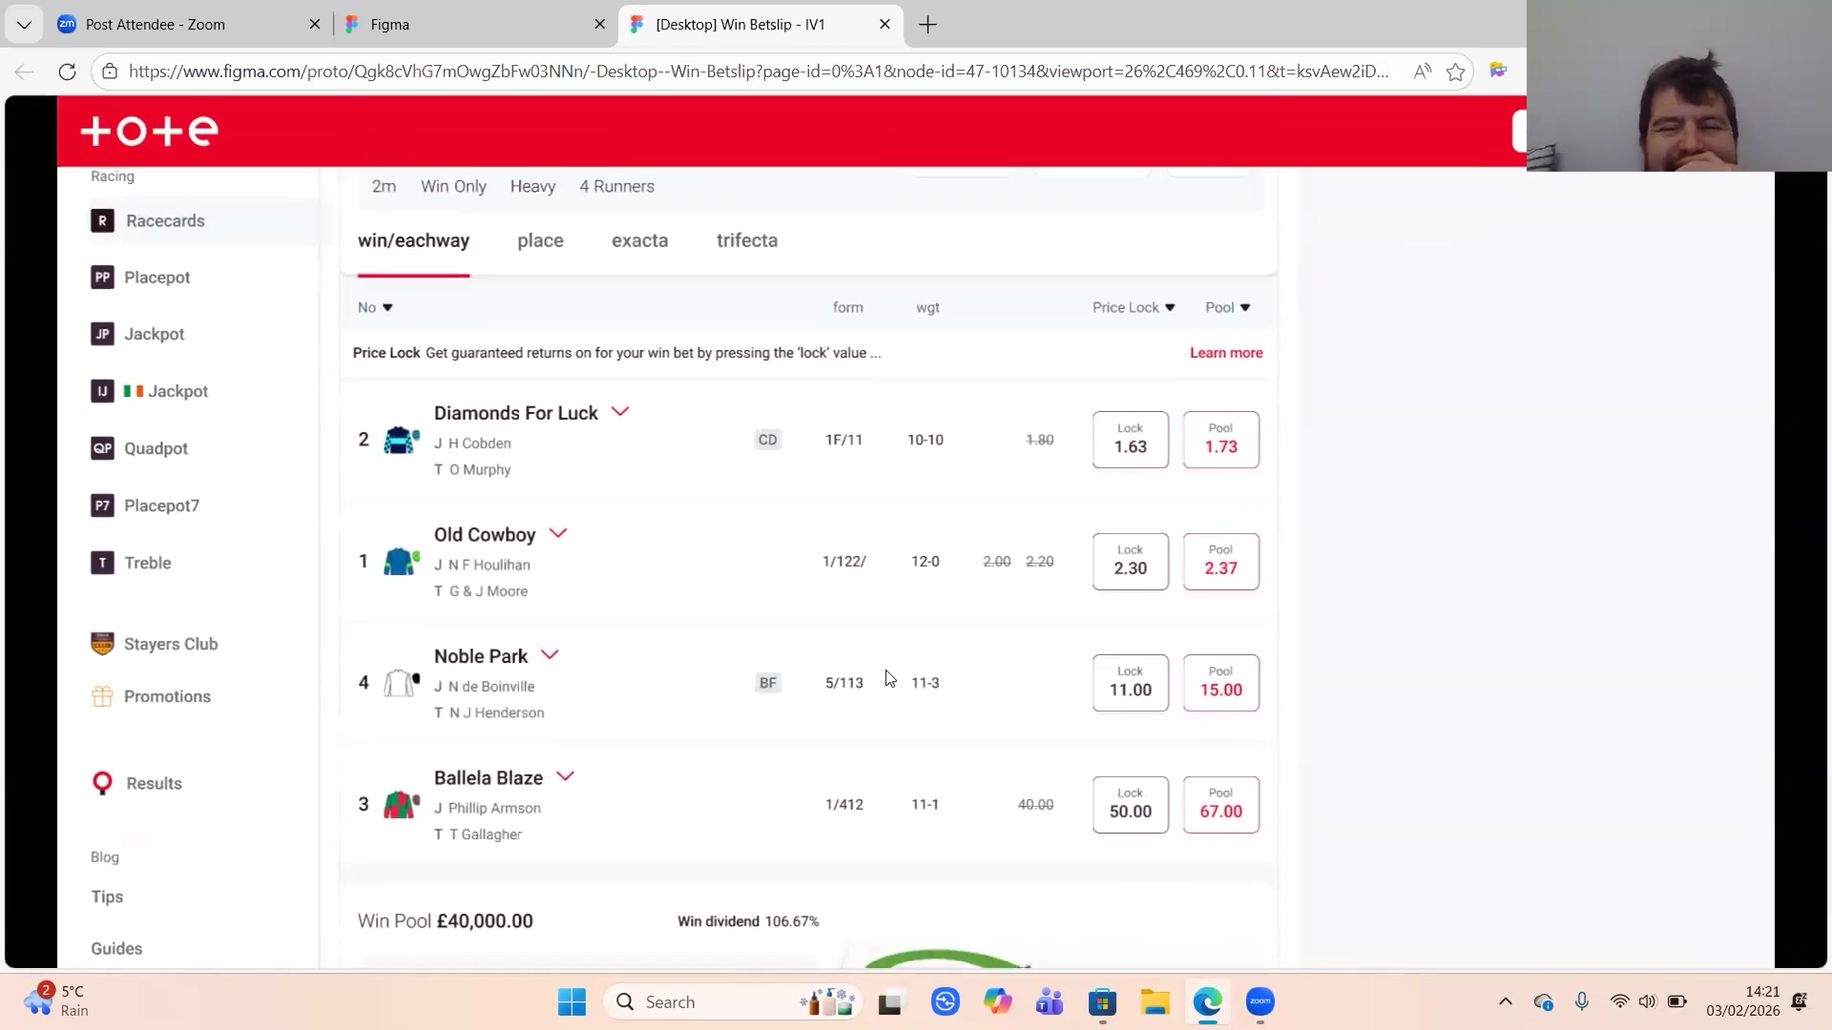 Post Attendee - Zoom
Figma
[Desktop] Win Betslip - IV1
https://www.figma.com/proto/Qgk8cVhG7mOwgZbFw03NNn/-Desktop--Win-Betslip?page-id=0%3A1&node-id=47-10134&viewport=26%2C469%2C0.11&t=ksvAew2iD...
tote
Racing
R Racecards
PP Placepot
JP Jackpot
IJ Jackpot
QP Quadpot
P7 Placepot7
T Treble
Stayers Club
Promotions
Results
Blog
Tips
Guides
2m Win Only Heavy 4 Runners
win/eachway place exacta trifecta
No form wgt Price Lock Pool
Price Lock Get guaranteed returns on for your win bet by pressing the 'lock' value ... Learn more
Diamonds For Luck
2 J H Cobden CD 1F/11 10-10 1.80 Lock 1.63 Pool 1.73
T O Murphy
Old Cowboy
1 J N F Houlihan 1/122/ 12-0 2.00 2.20 Lock 2.30 Pool 2.37
T G & J Moore
Noble Park
4 J N de Boinville BF 5/113 11-3 Lock 11.00 Pool 15.00
T N J Henderson
Ballela Blaze
3 J Phillip Armson 1/412 11-1 40.00 Lock 50.00 Pool 67.00
T T Gallagher
Win Pool £40,000.00 Win dividend 106.67%
2 5°C
Rain
Search
zoom
14:21
03/02/2026